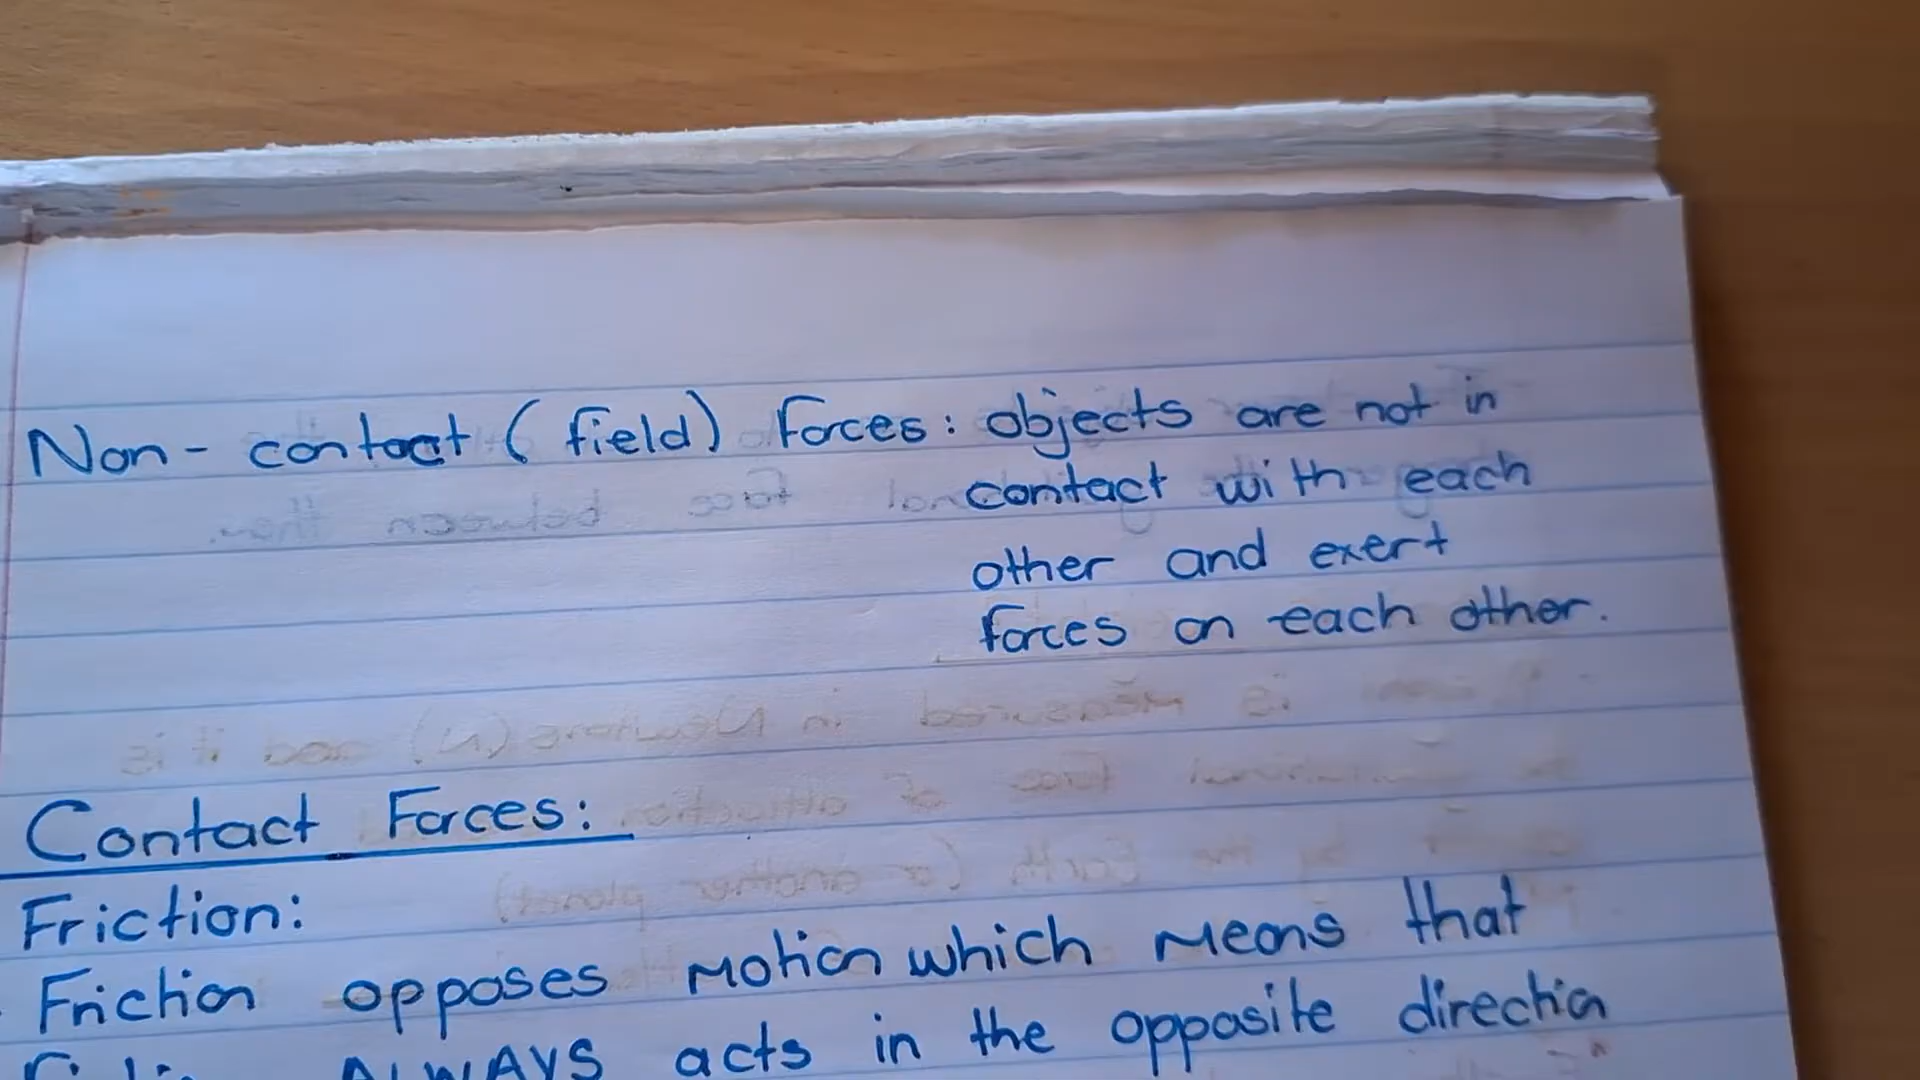 Non-contact (field) Forces: objects are not in
contact with each
other and exert
forces on each other.
Contact Forces:
Friction:
Friction opposes motion which means that
ALWAYS acts in the opposite direction